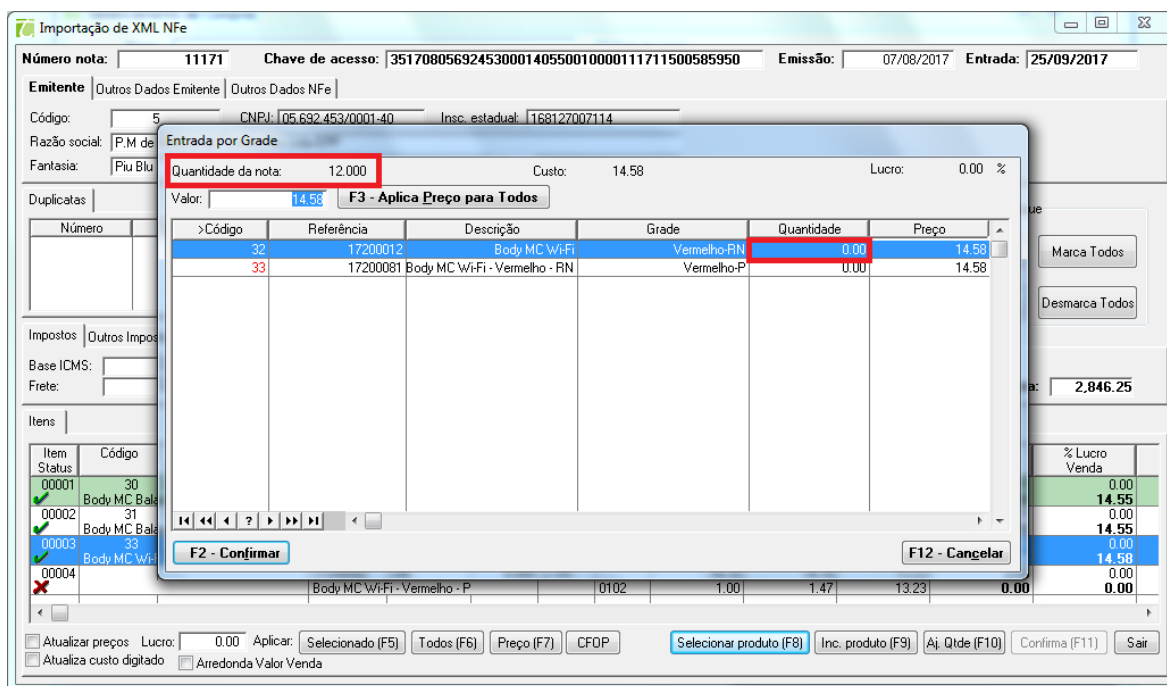 Importação de XML NFe
Número nota: 11171 Chave de acesso: 35170805692453000140550010000111711500585950 Emissão: 07/08/2017 Entrada: 25/09/2017
Emitente Outros Dados Emitente Outros Dados NFe
Código: 5 CNPJ: 05.692.453/0001-40 Insc. estadual: 168127007114
Razão social: P.M de
Fantasia: Piu Blu
Duplicatas
Número
Entrada por Grade
Quantidade da nota: 12.000 Custo: 14.58 Lucro: 0.00 %
Valor: 14.58 F3 - Aplica Preço para Todos
>Código Referência Descrição Grade Quantidade Preço
32 17200012 Body MC Wi-Fi Vermelho-RN 0.00 14.58
33 17200081 Body MC Wi-Fi - Vermelho - RN Vermelho-P 0.00 14.58
F2 - Confirmar F12 - Cancelar
ue
Marca Todos
Desmarca Todos
Impostos Outros Impos
Base ICMS:
Frete: a: 2,846.25
Itens
Item Status Código % Lucro Venda
00001 30 0.00
Body MC Bala 14.55
00002 31 0.00
Body MC Bala 14.55
00003 33 0.00
Body MC Wi-F 14.58
00004 0.00
Body MC Wi-Fi - Vermelho - P 0102 1.00 1.47 13.23 0.00 0.00
Atualizar preços Lucro: 0.00 Aplicar: Selecionado (F5) Todos (F6) Preço (F7) CFOP Selecionar produto (F8) Inc. produto (F9) Aj. Qtde (F10) Confirma (F11) Sair
Atualiza custo digitado Arredonda Valor Venda